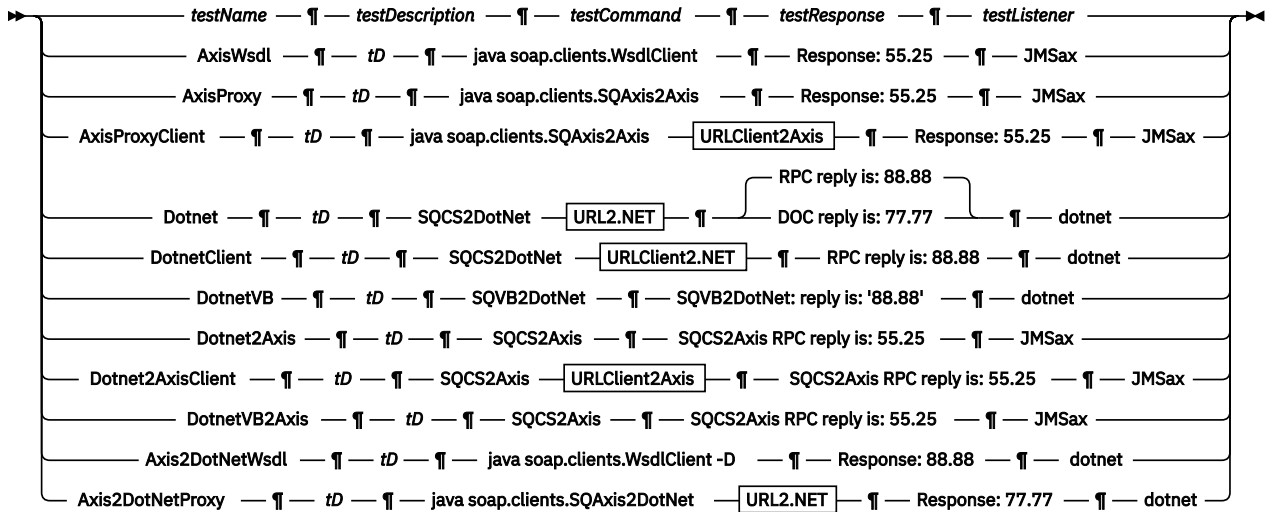 testName ¶ testDescription ¶ testCommand ¶ testResponse ¶ testListener
AxisWsdl ¶ tD ¶ java soap.clients.WsdlClient ¶ Response: 55.25 ¶ JMSax
AxisProxy ¶ tD ¶ java soap.clients.SQAxis2Axis ¶ Response: 55.25 ¶ JMSax
AxisProxyClient ¶ tD ¶ java soap.clients.SQAxis2Axis URLClient2Axis ¶ Response: 55.25 ¶ JMSax
RPC reply is: 88.88
Dotnet ¶ tD ¶ SQCS2DotNet URL2.NET ¶ DOC reply is: 77.77 ¶ dotnet
DotnetClient ¶ tD ¶ SQCS2DotNet URLClient2.NET ¶ RPC reply is: 88.88 ¶ dotnet
DotnetVB ¶ tD ¶ SQVB2DotNet ¶ SQVB2DotNet: reply is: '88.88' ¶ dotnet
Dotnet2Axis ¶ tD ¶ SQCS2Axis ¶ SQCS2Axis RPC reply is: 55.25 ¶ JMSax
Dotnet2AxisClient ¶ tD ¶ SQCS2Axis URLClient2Axis ¶ SQCS2Axis RPC reply is: 55.25 ¶ JMSax
DotnetVB2Axis ¶ tD ¶ SQCS2Axis ¶ SQCS2Axis RPC reply is: 55.25 ¶ JMSax
Axis2DotNetWsdl ¶ tD ¶ java soap.clients.WsdlClient -D ¶ Response: 88.88 ¶ dotnet
Axis2DotNetProxy ¶ tD ¶ java soap.clients.SQAxis2DotNet URL2.NET ¶ Response: 77.77 ¶ dotnet